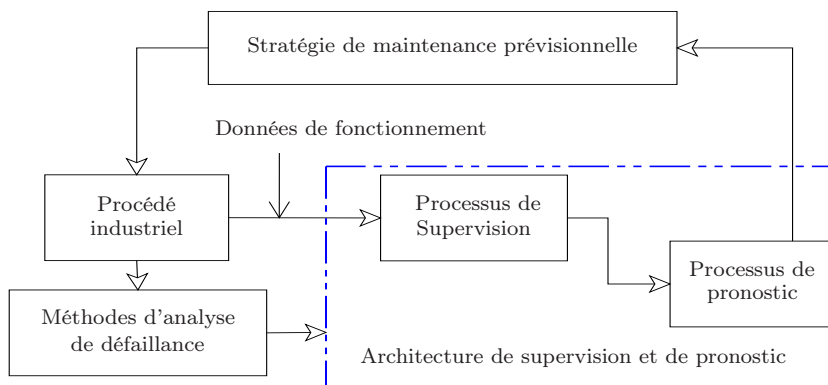 Stratégie de maintenance prévisionnelle
Données de fonctionnement
Procédé
industriel
Processus de
Supervision
Processus de
pronostic
Méthodes d'analyse
de défaillance
Architecture de supervision et de pronostic